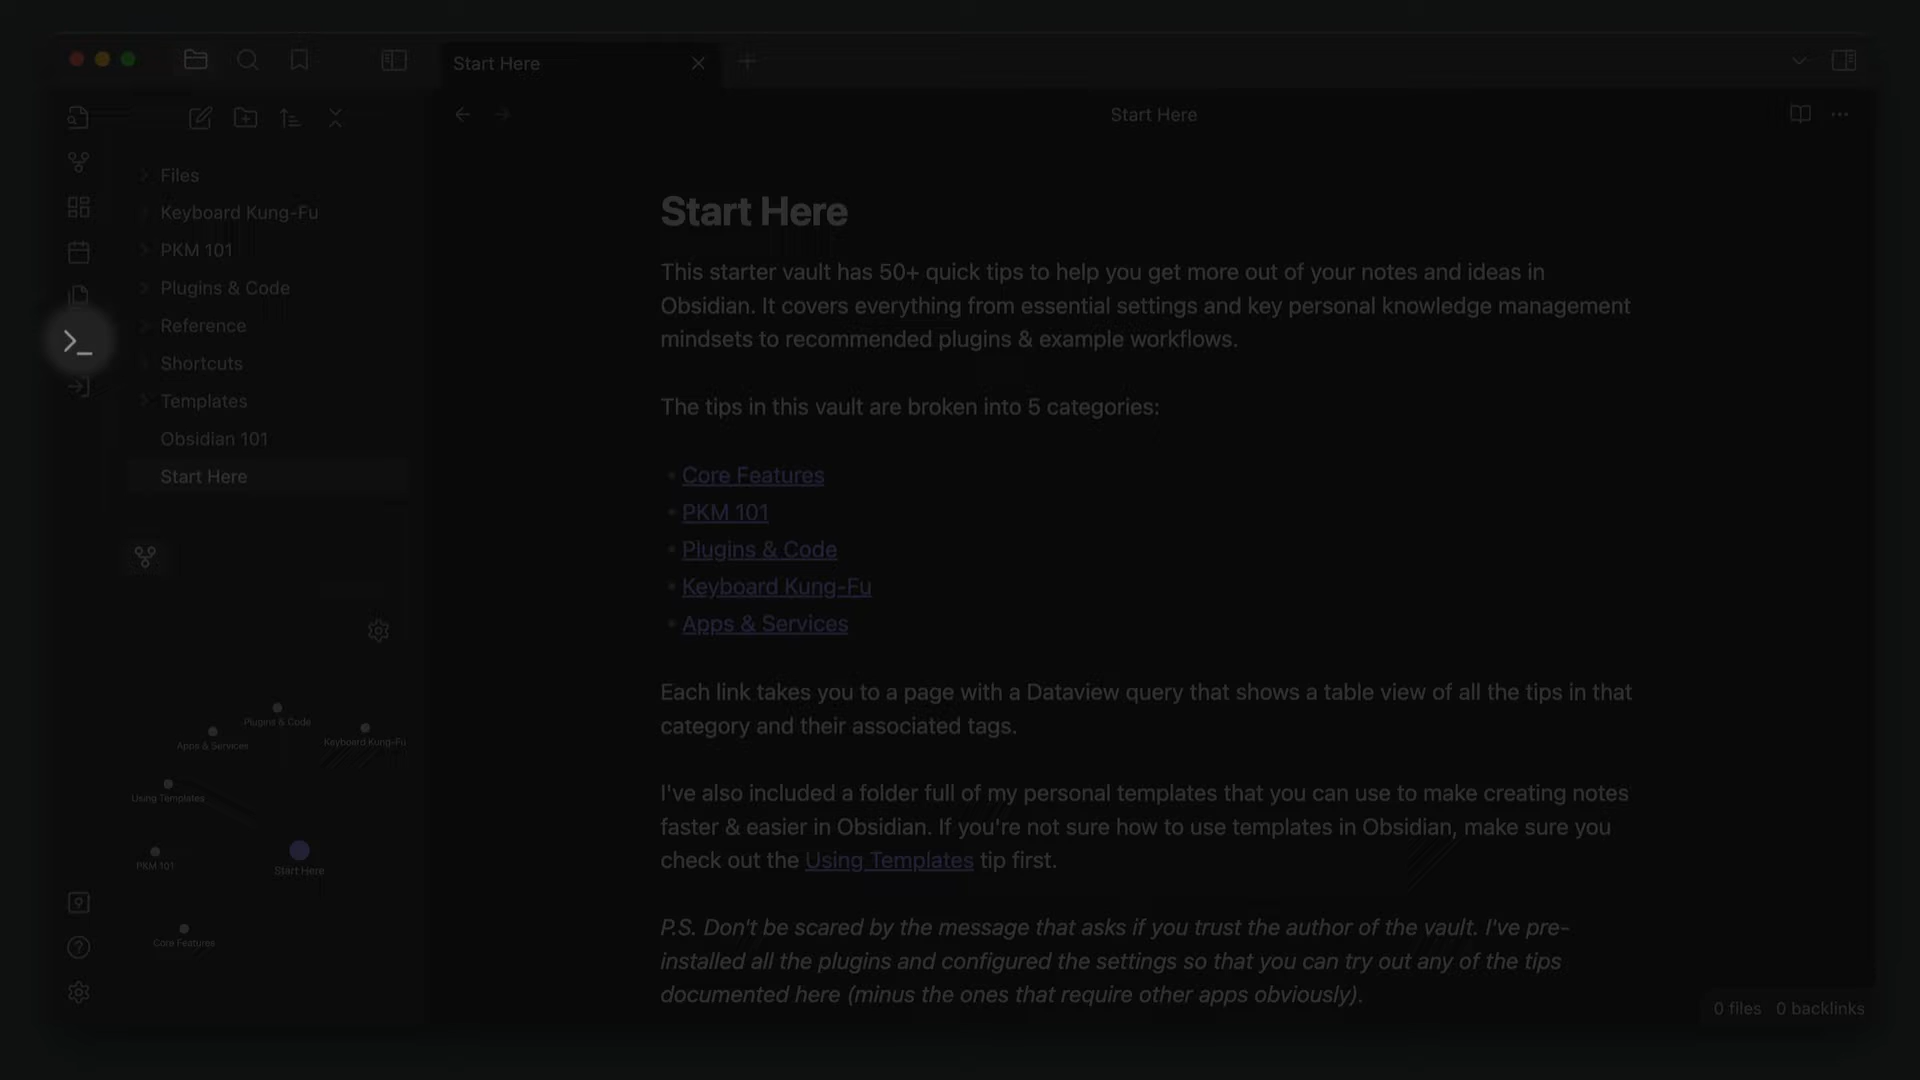 Start Here
Start Here
Files
Keyboard Kung-Fu
PKM 101
Plugins & Code
Reference
Shortcuts
Templates
Obsidian 101
Start Here
Plugins & Code
Apps & Services
Keyboard Kung-Fu
Using Templates
PKM 101
Start Here
Core Features
Start Here
This starter vault has 50+ quick tips to help you get more out of your notes and ideas in
Obsidian. It covers everything from essential settings and key personal knowledge management
mindsets to recommended plugins & example workflows.
The tips in this vault are broken into 5 categories:
Core Features
PKM 101
Plugins & Code
Keyboard Kung-Fu
Apps & Services
Each link takes you to a page with a Dataview query that shows a table view of all the tips in that
category and their associated tags.
I've also included a folder full of my personal templates that you can use to make creating notes
faster & easier in Obsidian. If you're not sure how to use templates in Obsidian, make sure you
check out the Using Templates tip first.
P.S. Don't be scared by the message that asks if you trust the author of the vault. I've pre-
installed all the plugins and configured the settings so that you can try out any of the tips
documented here (minus the ones that require other apps obviously).
0 files 0 backlinks